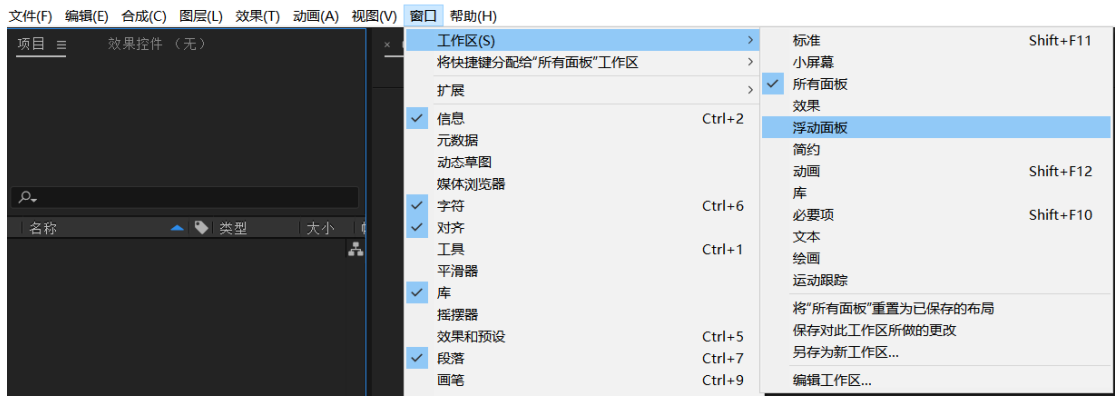 文件(F) 编辑(E) 合成(C) 图层(L) 效果(T) 动画(A) 视图(V) 窗口 帮助(H)
项目 效果控件 （无）
名称 类型 大小
工作区(S)
将快捷键分配给“所有面板”工作区
扩展
信息 Ctrl+2
元数据
动态草图
媒体浏览器
字符 Ctrl+6
对齐
工具 Ctrl+1
平滑器
库
摇摆器
效果和预设 Ctrl+5
段落 Ctrl+7
画笔 Ctrl+9
标准 Shift+F11
小屏幕
所有面板
效果
浮动面板
简约
动画 Shift+F12
库
必要项 Shift+F10
文本
绘画
运动跟踪
将“所有面板”重置为已保存的布局
保存对此工作区所做的更改
另存为新工作区...
编辑工作区...